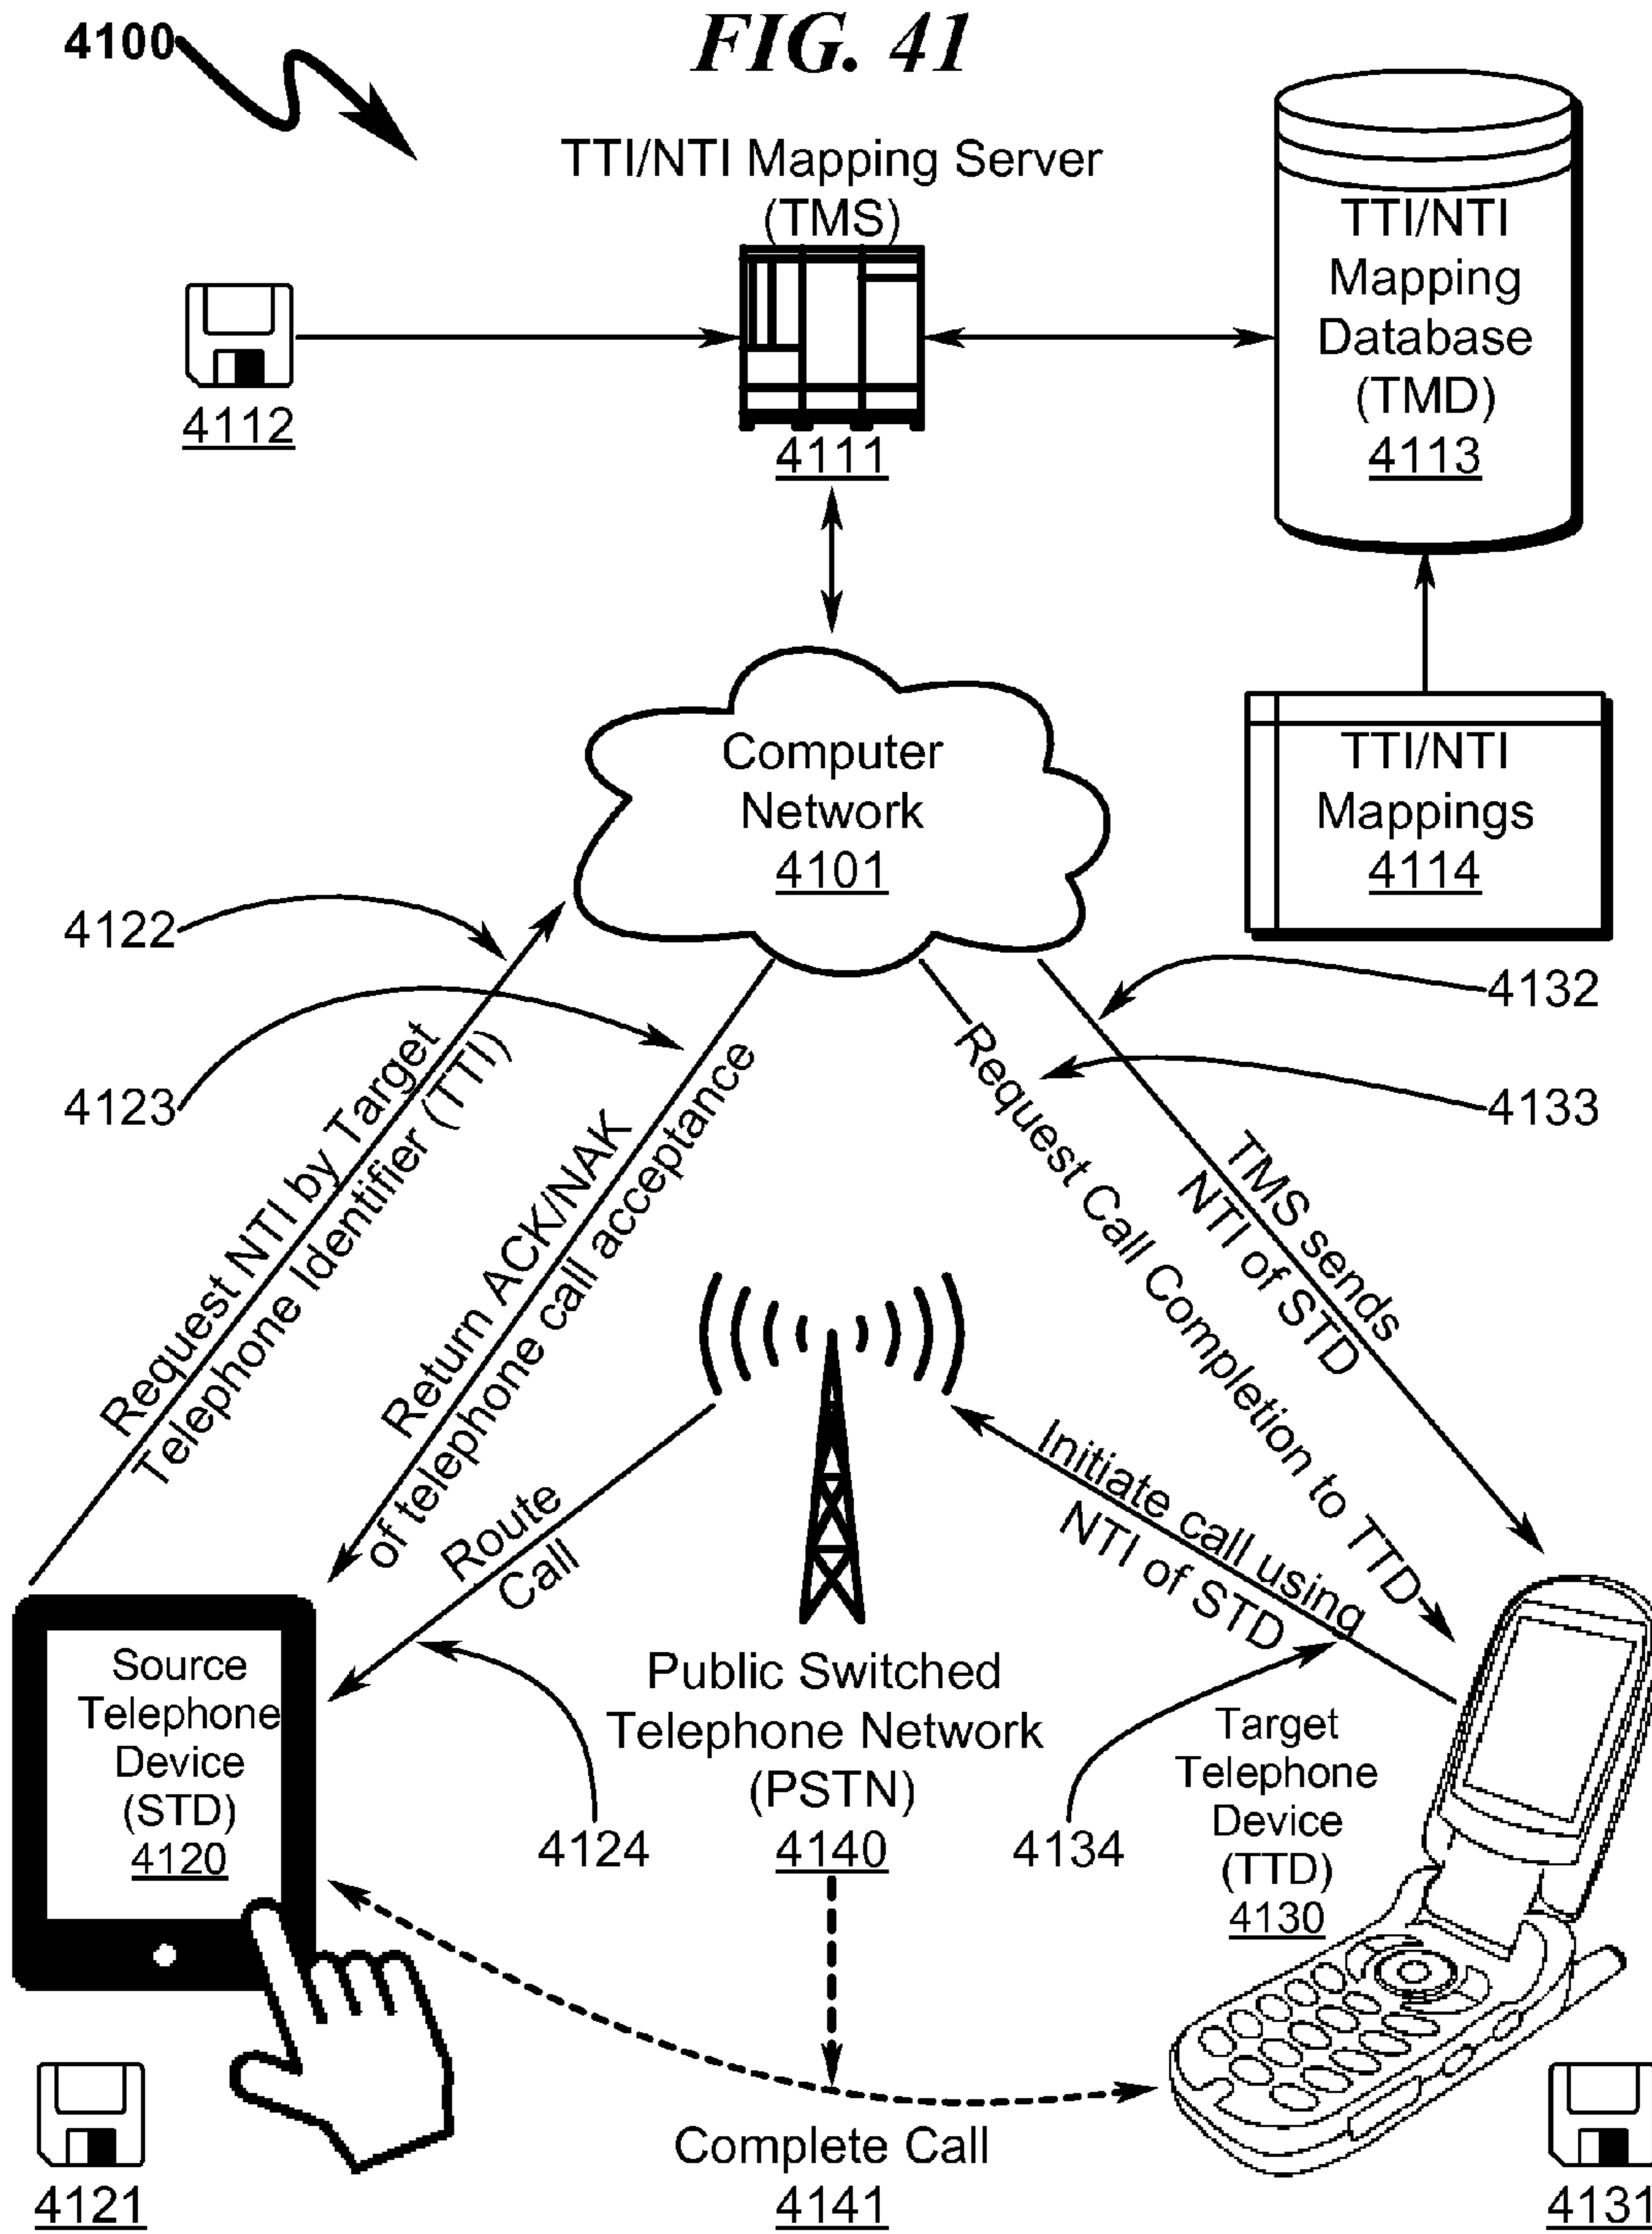 FIG. 41
4100
TTI/NTI Mapping Server
(TMS)
4111
4112
TTI/NTI
Mapping
Database
(TMD)
4113
Computer
Network
4101
TTI/NTI
Mappings
4114
4122
4123
4132
4133
Request NTI by Target
Telephone Identifier (TTI)
Return ACK/NAK
of telephone call acceptance
Request Call Completion to TTD
TMS sends
NTI of STD
Route
Call
Initiate call using
NTI of STD
Source
Telephone
Device
(STD)
4120
4124
Public Switched
Telephone Network
(PSTN)
4140
4134
Target
Telephone
Device
(TTD)
4130
Complete Call
4141
4121
4131